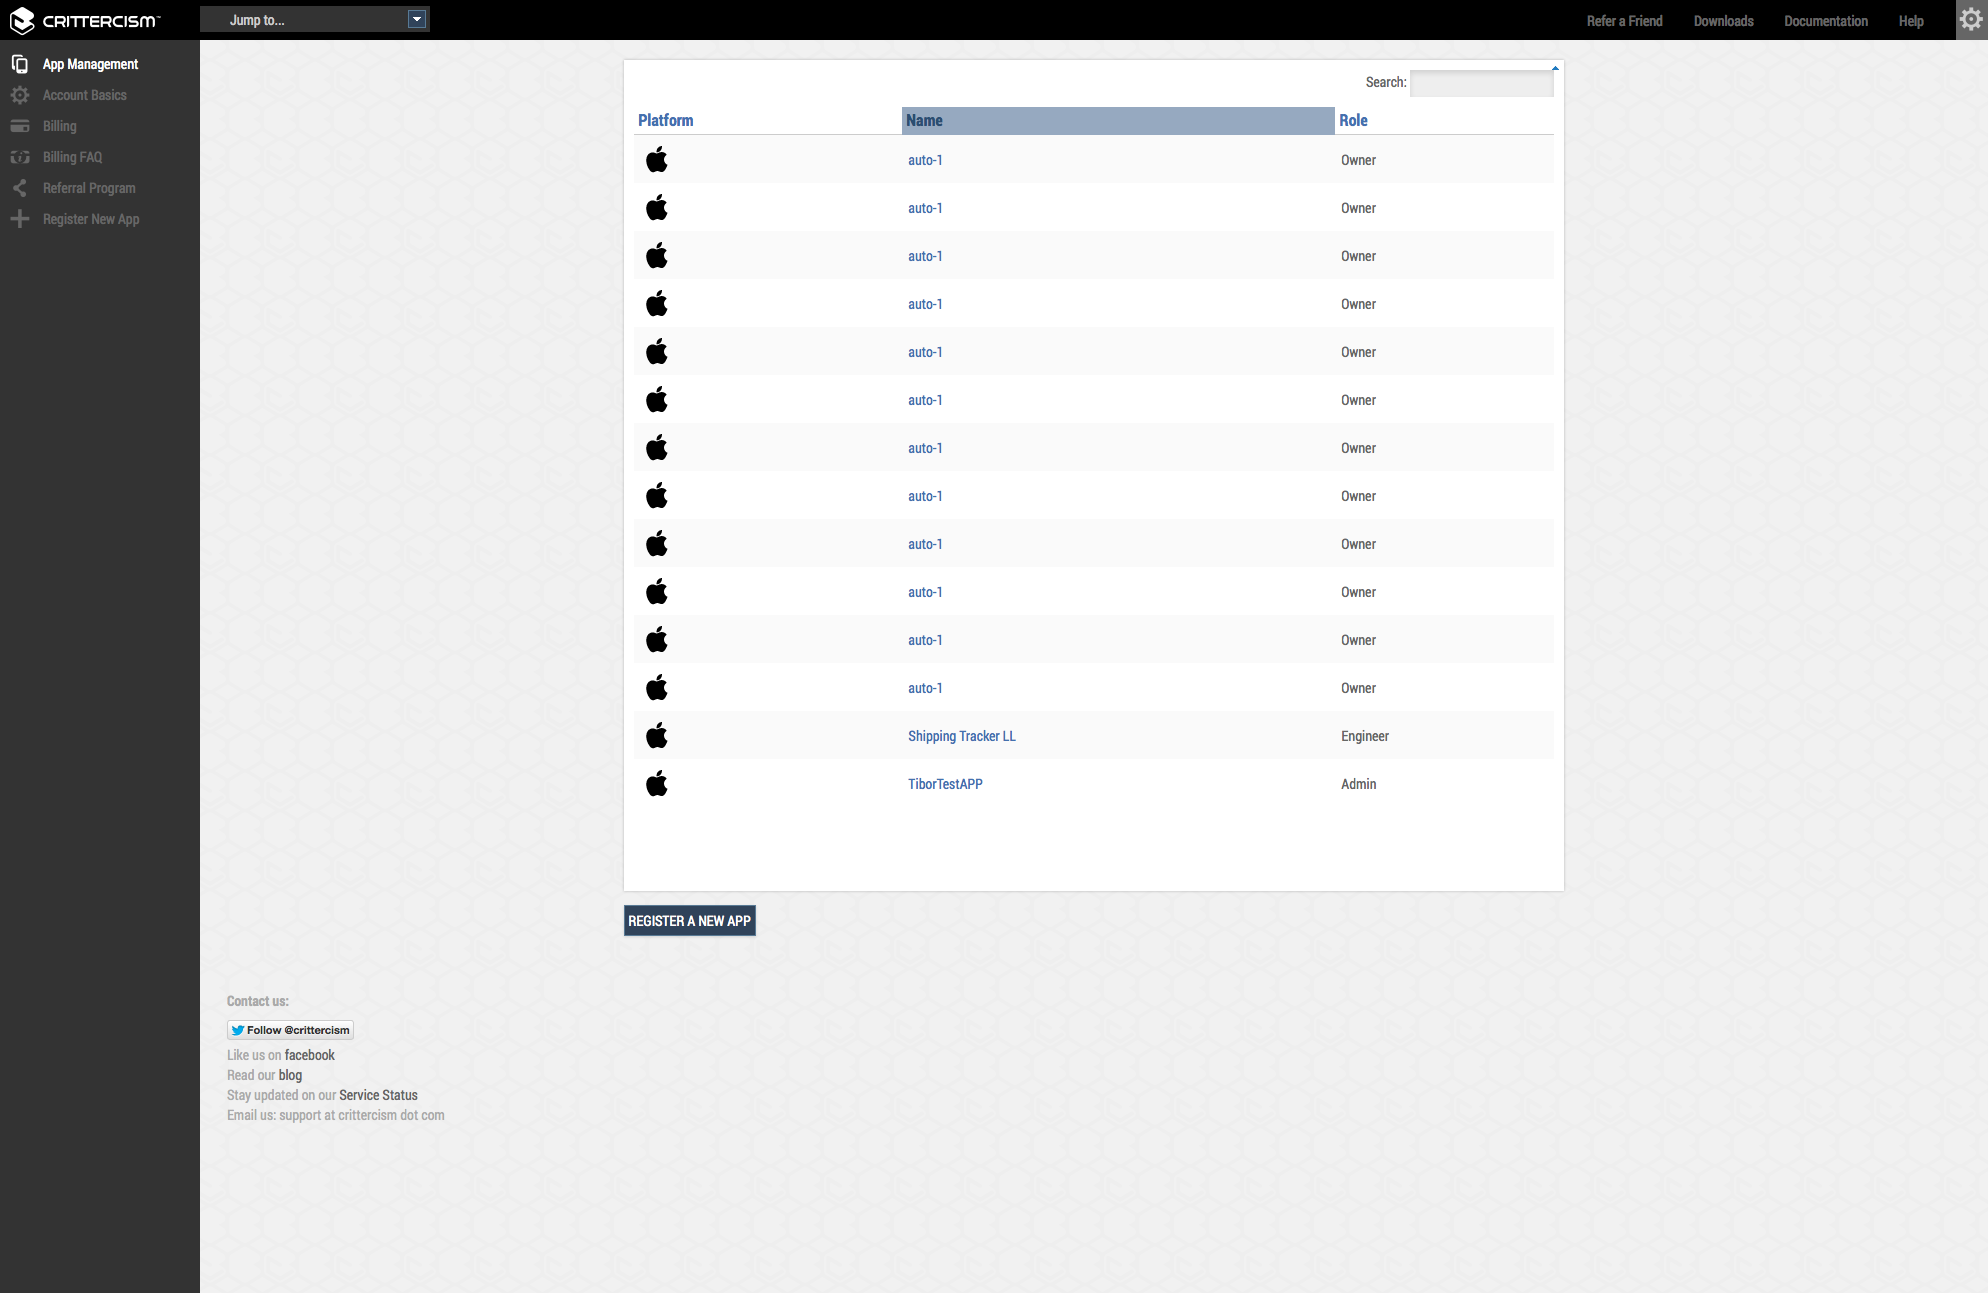 CRITTERCISM™
Jump to...
Refer a Friend
Downloads
Documentation
Help
App Management
Account Basics
Billing
Billing FAQ
Referral Program
Register New App
Search:
Platform Name Role
auto-1 Owner
auto-1 Owner
auto-1 Owner
auto-1 Owner
auto-1 Owner
auto-1 Owner
auto-1 Owner
auto-1 Owner
auto-1 Owner
auto-1 Owner
auto-1 Owner
auto-1 Owner
Shipping Tracker LL Engineer
TiborTestAPP Admin
REGISTER A NEW APP
Contact us:
Follow @crittercism
Like us on facebook
Read our blog
Stay updated on our Service Status
Email us: support at crittercism dot com